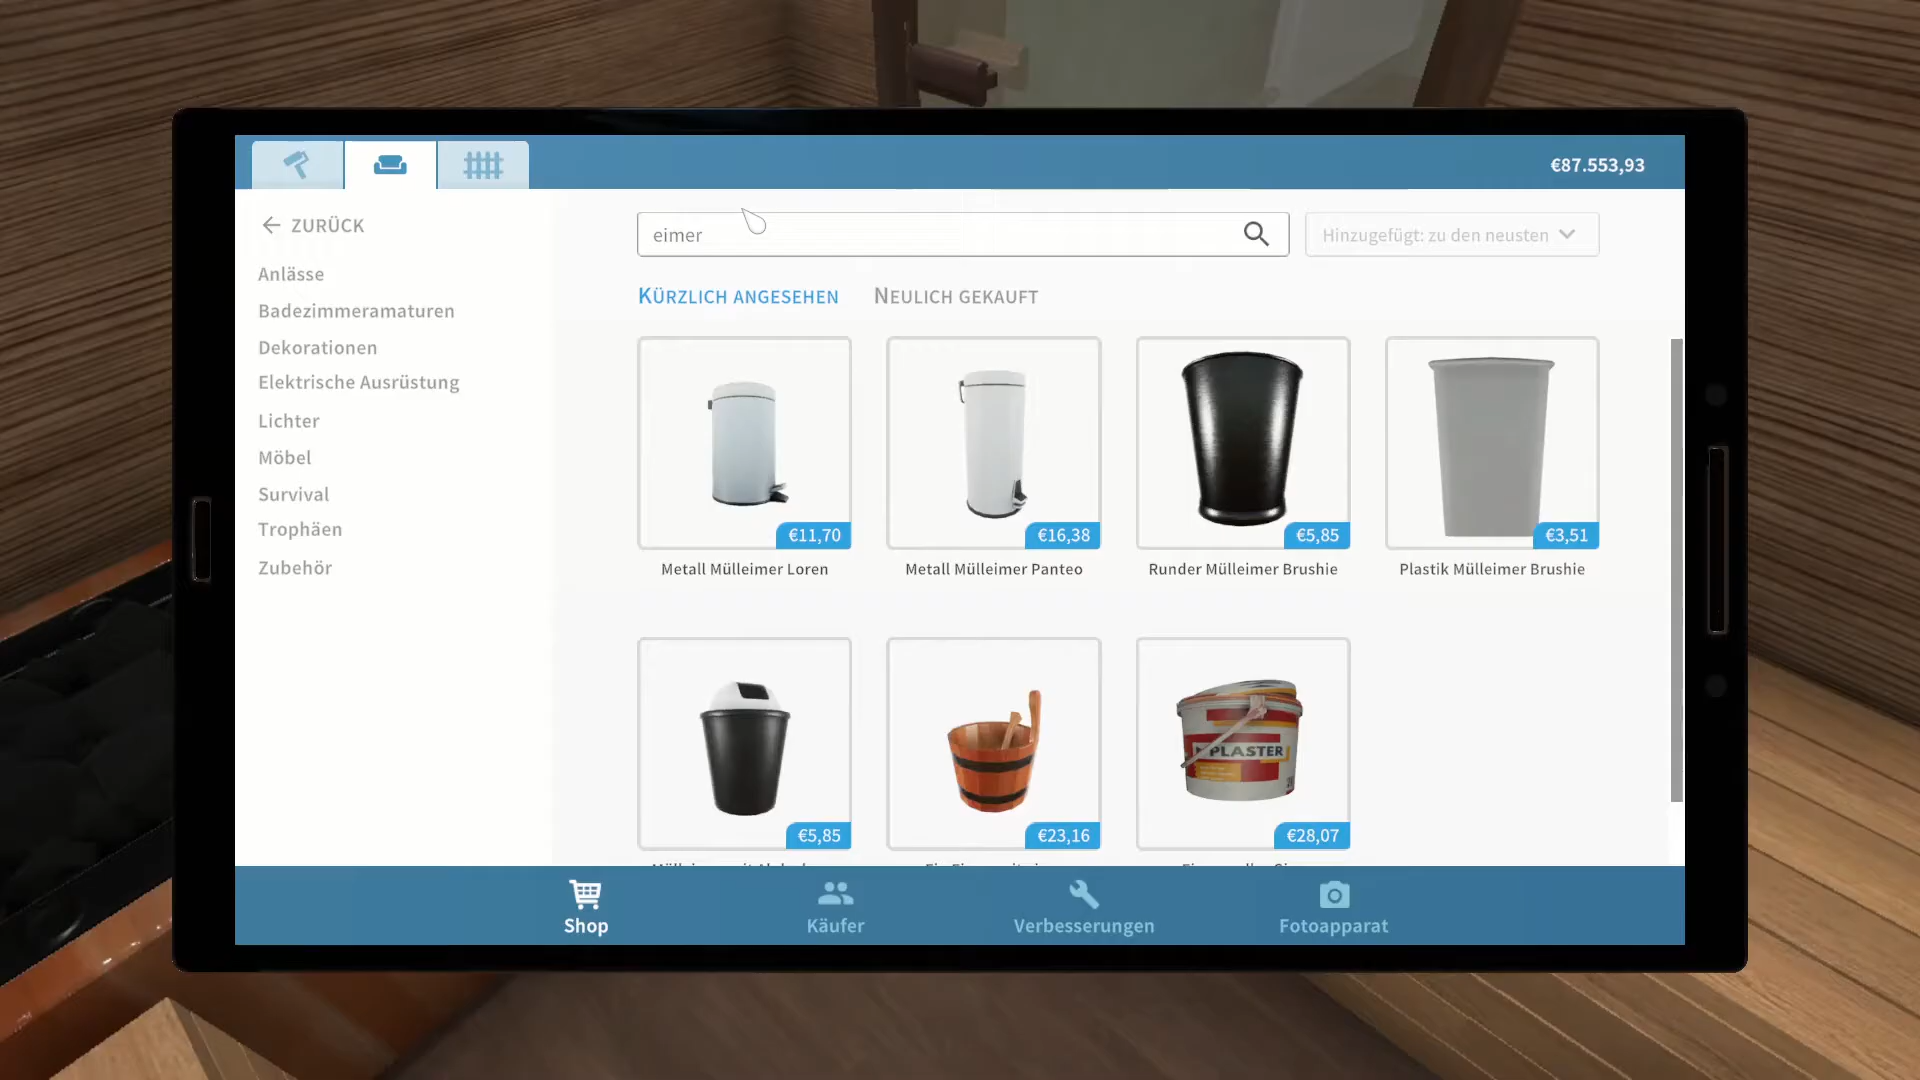 €87.553,93
ZURÜCK
Anlässe
Badezimmeramaturen
Dekorationen
Elektrische Ausrüstung
Lichter
Möbel
Survival
Trophäen
Zubehör
eimer
Hinzugefügt: zu den neusten
KÜRZLICH ANGESEHEN
NEULICH GEKAUFT
€11,70
€16,38
€5,85
€3,51
Metall Mülleimer Loren
Metall Mülleimer Panteo
Runder Mülleimer Brushie
Plastik Mülleimer Brushie
PLASTER
€5,85
€23,16
€28,07
Shop
Käufer
Verbesserungen
Fotoapparat